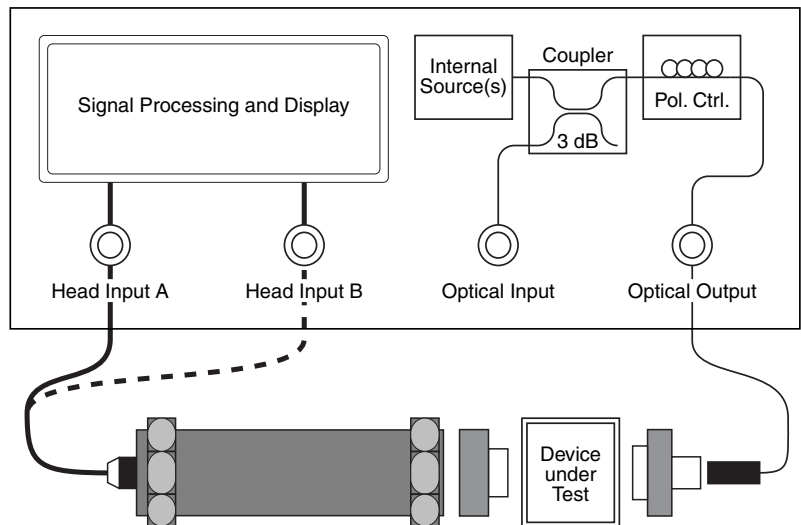 Signal Processing and Display
Internal
Source(s)
Coupler
3 dB
Pol. Ctrl.
Head Input A
Head Input B
Optical Input
Optical Output
Device
under
Test